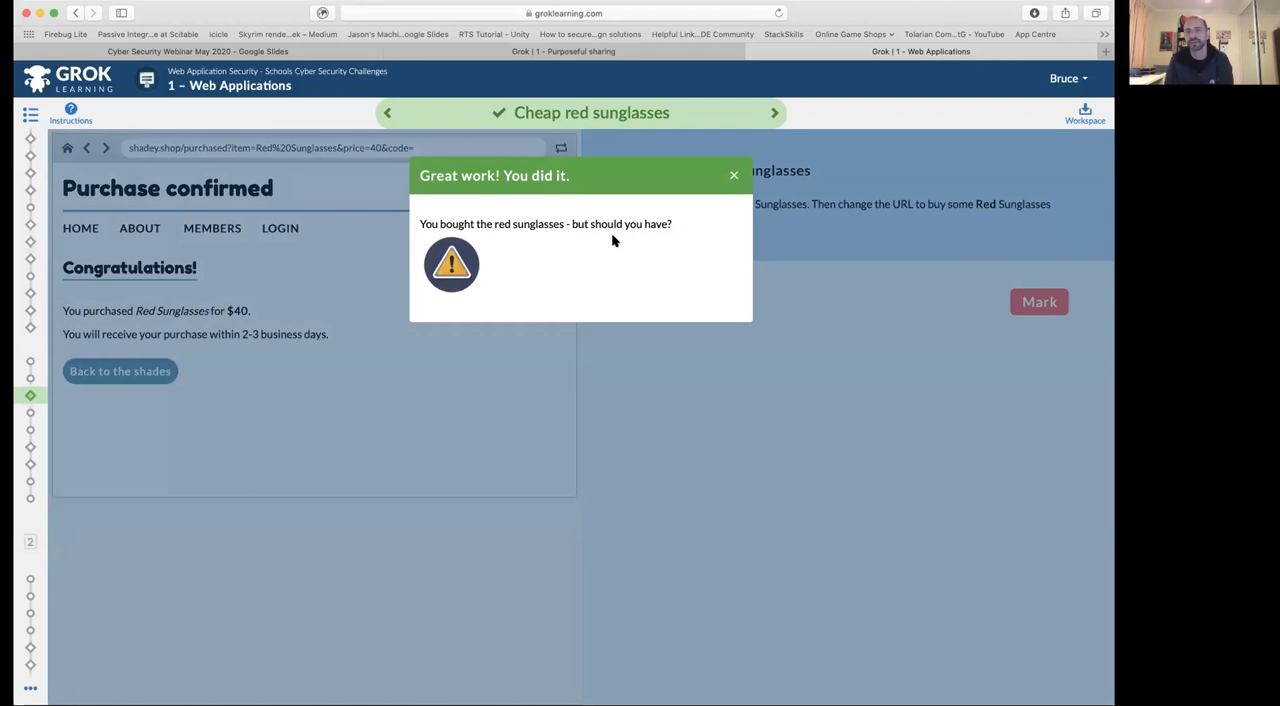 groklearning.com
Firebug Lite
Passive Integr...e at Scitable
Icicle
Skyrim rende...ek – Medium
Jason's Machi...oogle Slides
RTS Tutorial - Unity
How to secure...gn solutions
Helpful Link...DE Community
StackSkills
Online Game Shops
Tolarian Com...tG - YouTube
App Centre
Cyber Security Webinar May 2020 - Google Slides
Grok | 1 - Purposeful sharing
Grok | 1 - Web Applications
GROK
LEARNING
Web Application Security - Schools Cyber Security Challenges
1 – Web Applications
Bruce
Instructions
Cheap red sunglasses
Workspace
shadey.shop/purchased?item=Red%20Sunglasses&price=40&code=
Purchase confirmed
HOME
ABOUT
MEMBERS
LOGIN
Congratulations!
You purchased Red Sunglasses for $40.
You will receive your purchase within 2-3 business days.
Back to the shades
Great work! You did it.
You bought the red sunglasses - but should you have?
nglasses
Sunglasses. Then change the URL to buy some Red Sunglasses
Mark
2